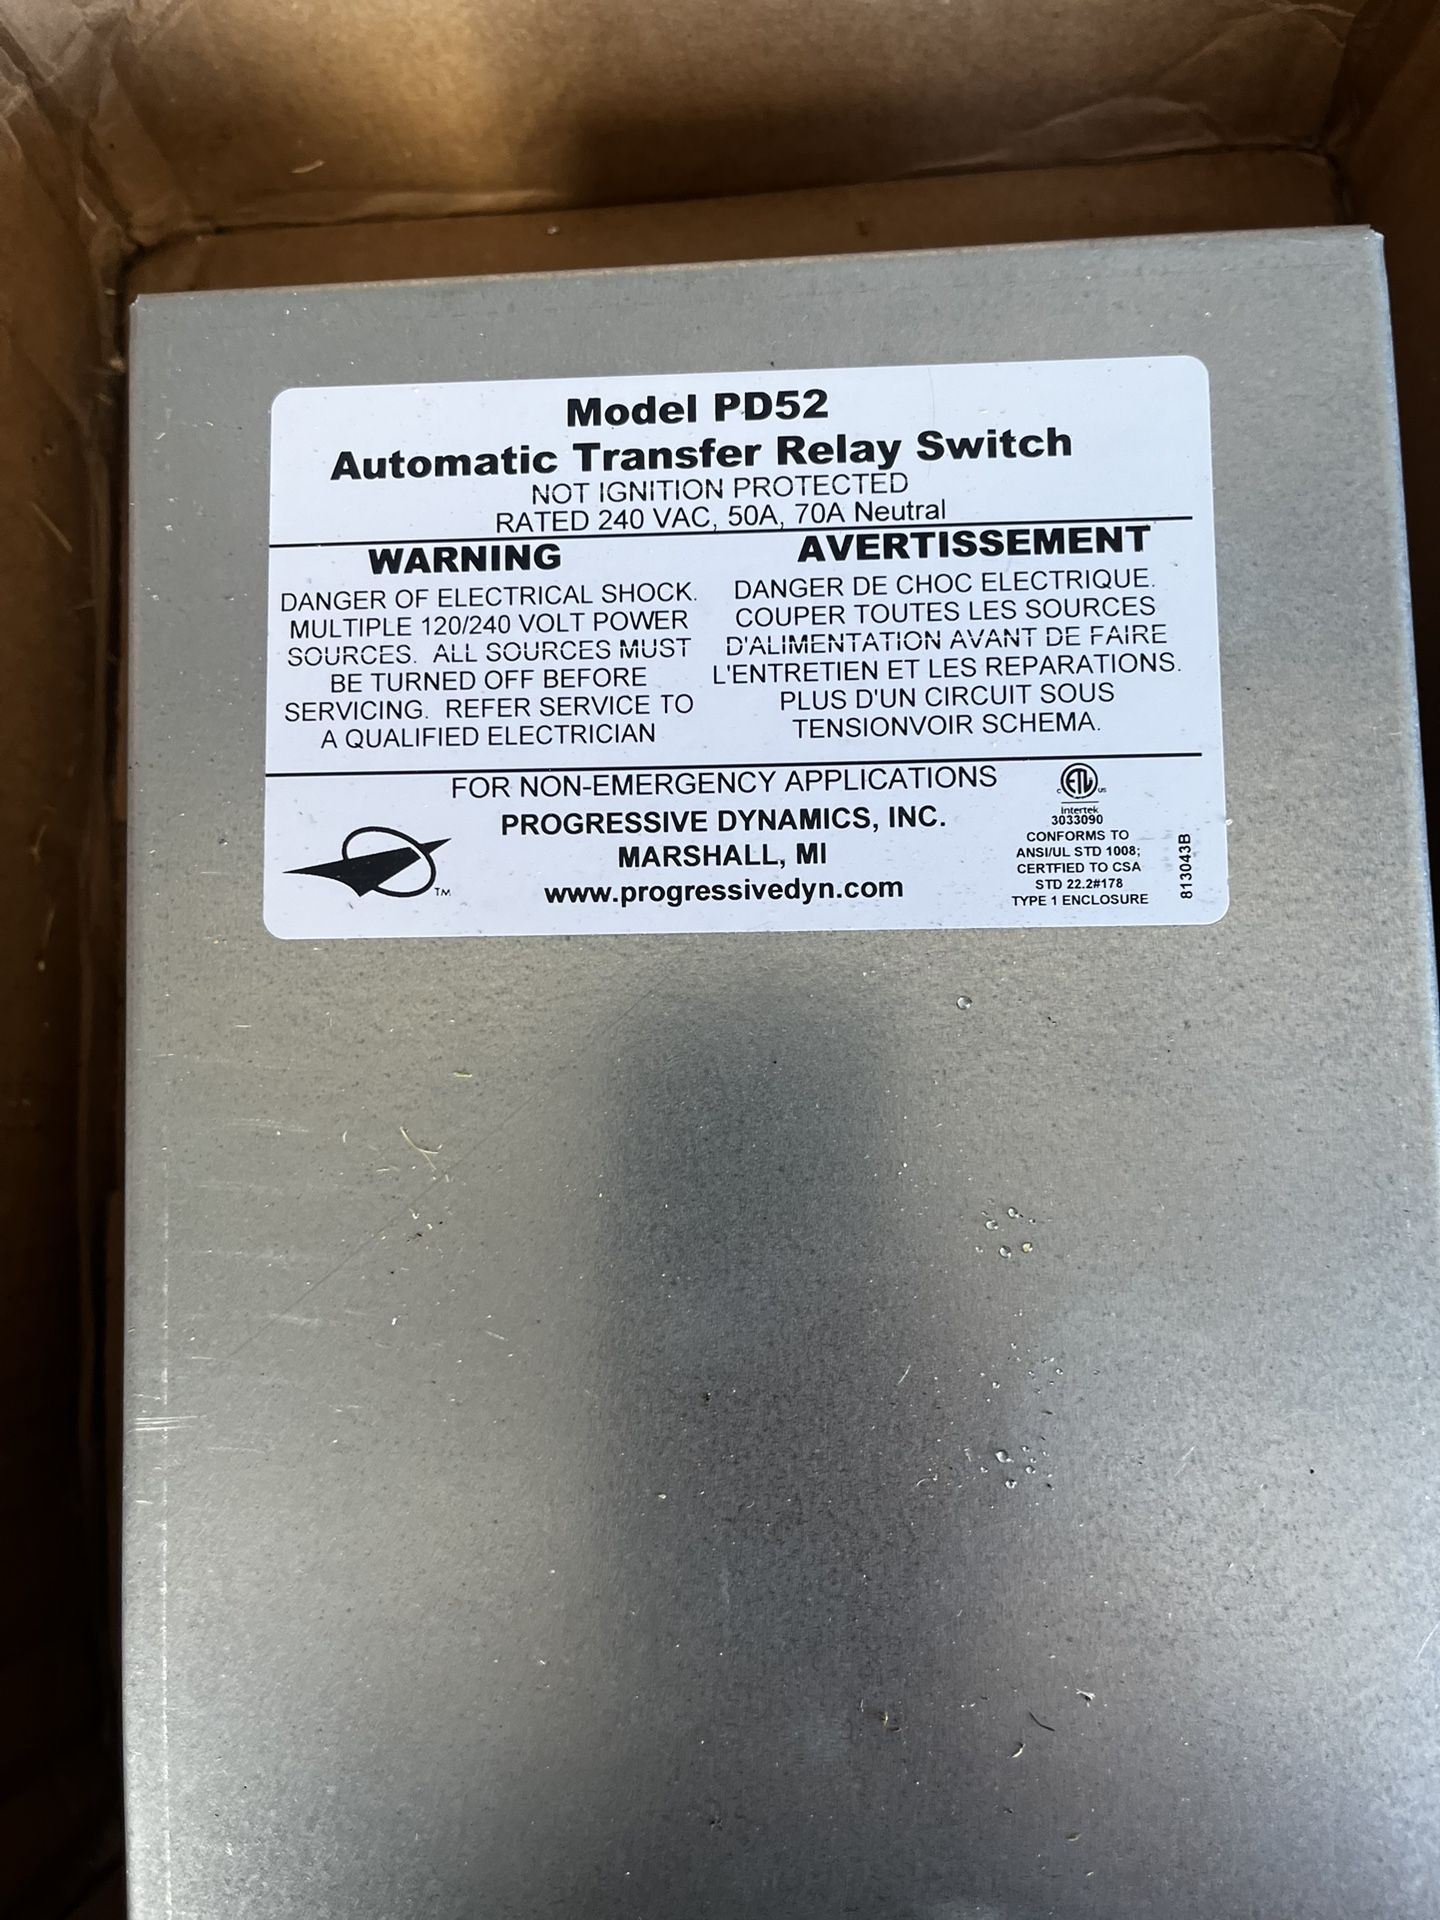 Model PD52
Automatic Transfer Relay Switch
NOT IGNITION PROTECTED
RATED 240 VAC, 50A, 70A Neutral
WARNING
DANGER OF ELECTRICAL SHOCK.
MULTIPLE 120/240 VOLT POWER
SOURCES. ALL SOURCES MUST
BE TURNED OFF BEFORE
SERVICING. REFER SERVICE TO
A QUALIFIED ELECTRICIAN
AVERTISSEMENT
DANGER DE CHOC ELECTRIQUE.
COUPER TOUTES LES SOURCES
D'ALIMENTATION AVANT DE FAIRE
L'ENTRETIEN ET LES REPARATIONS.
PLUS D'UN CIRCUIT SOUS
TENSIONVOIR SCHEMA.
FOR NON-EMERGENCY APPLICATIONS
PROGRESSIVE DYNAMICS, INC.
MARSHALL, MI
www.progressivedyn.com
TM
C ETL US
Intertek
3033090
CONFORMS TO
ANSI/UL STD 1008;
CERTFIED TO CSA
STD 22.2#178
TYPE 1 ENCLOSURE
813043B